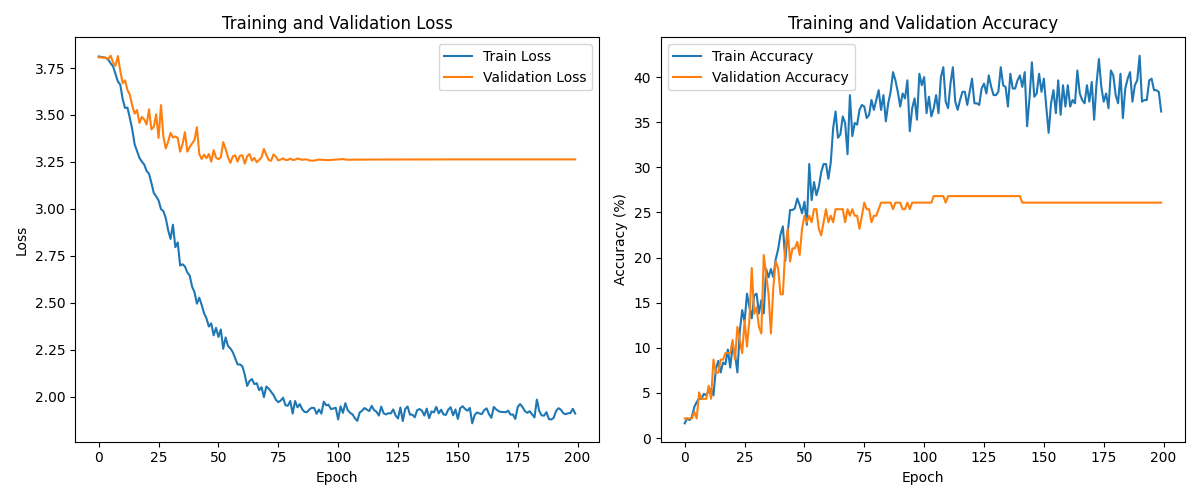 Training and Validation Loss
Train Loss
Validation Loss
3.75
3.50
3.25
3.00
2.75
2.50
2.25
2.00
Loss
0 25 50 75 100 125 150 175 200
Epoch
Training and Validation Accuracy
Train Accuracy
Validation Accuracy
40
35
30
25
20
15
10
5
0
Accuracy (%)
0 25 50 75 100 125 150 175 200
Epoch